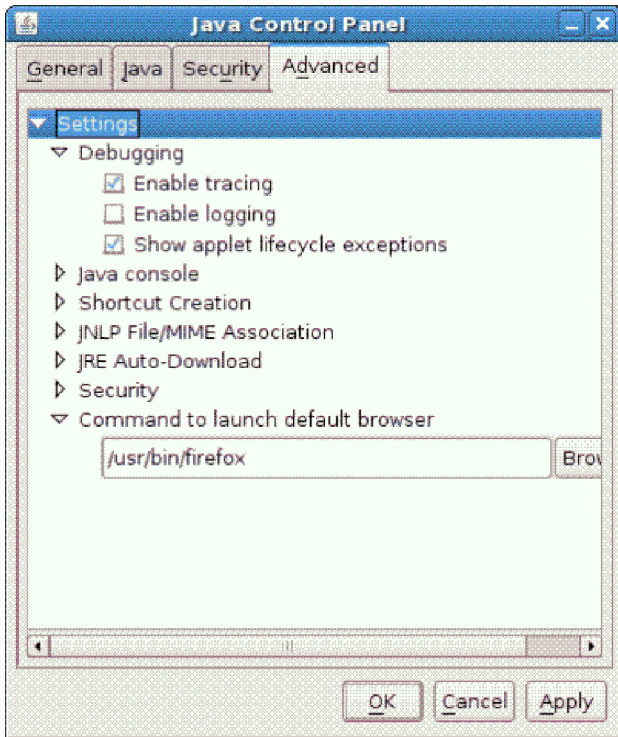 Java Control Panel
General Java Security Advanced
Settings
Debugging
Enable tracing
Enable logging
Show applet lifecycle exceptions
Java console
Shortcut Creation
JNLP File/MIME Association
JRE Auto-Download
Security
Command to launch default browser
/usr/bin/firefox Brow
OK Cancel Apply